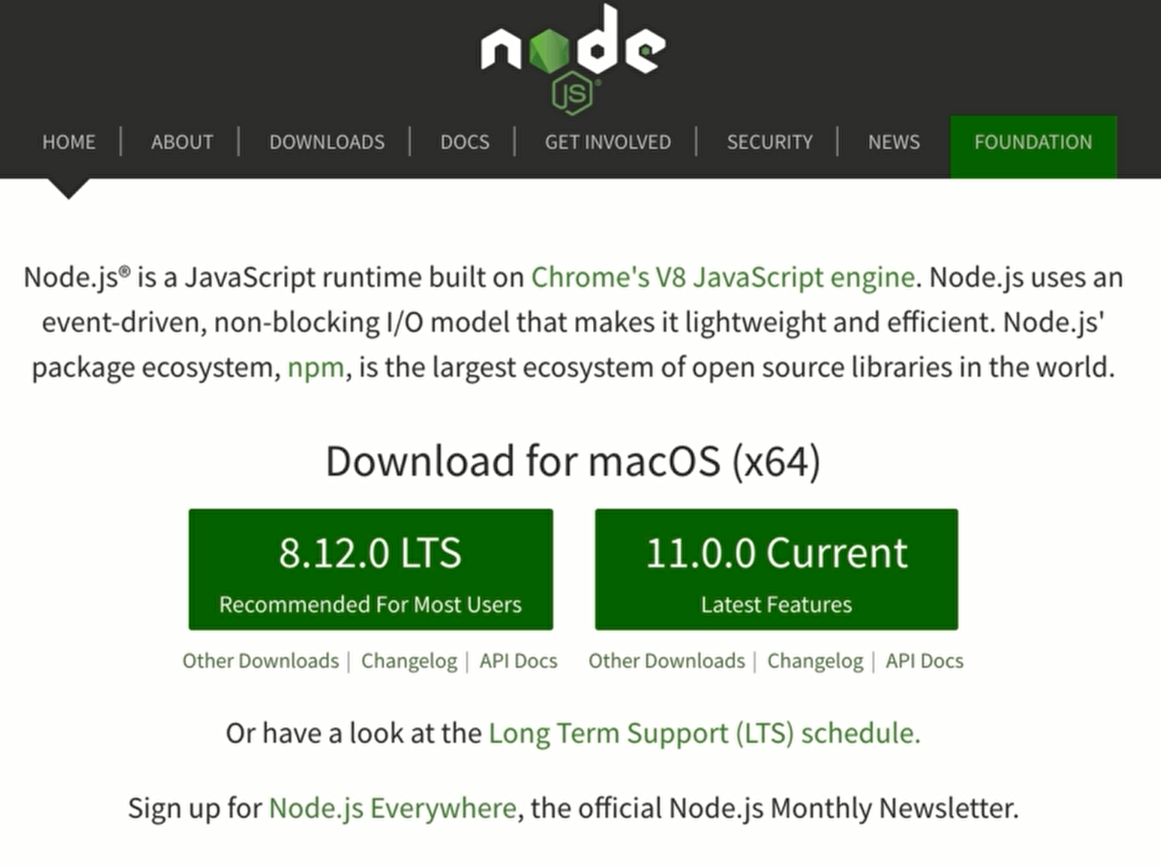 node
JS®
HOME | ABOUT | DOWNLOADS | DOCS | GET INVOLVED | SECURITY | NEWS FOUNDATION
Node.js® is a JavaScript runtime built on Chrome's V8 JavaScript engine. Node.js uses an
event-driven, non-blocking I/O model that makes it lightweight and efficient. Node.js'
package ecosystem, npm, is the largest ecosystem of open source libraries in the world.
Download for macOS (x64)
8.12.0 LTS
Recommended For Most Users
Other Downloads | Changelog | API Docs
11.0.0 Current
Latest Features
Other Downloads | Changelog | API Docs
Or have a look at the Long Term Support (LTS) schedule.
Sign up for Node.js Everywhere, the official Node.js Monthly Newsletter.